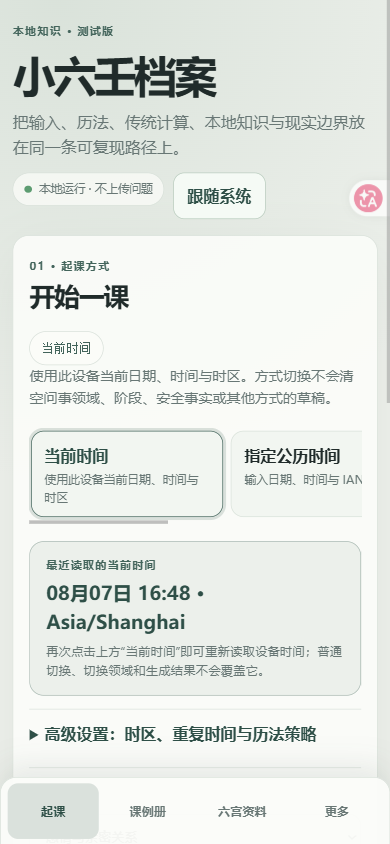 本地知识 • 测试版
小六壬档案
把输入、历法、传统计算、本地知识与现实边界放
在同一条可复现路径上。
本地运行 · 不上传问题
跟随系统
01 • 起课方式
开始一课
当前时间
使用此设备当前日期、时间与时区。方式切换不会清
空问事领域、阶段、安全事实或其他方式的草稿。
当前时间
使用此设备当前日期、时间与
时区
指定公历时间
输入日期、时间与 IAN
最近读取的当前时间
08月07日 16:48 •
Asia/Shanghai
再次点击上方“当前时间”即可重新读取设备时间；普通
切换、切换领域和生成结果不会覆盖它。
▶ 高级设置：时区、重复时间与历法策略
起课
课例册
六宫资料
更多